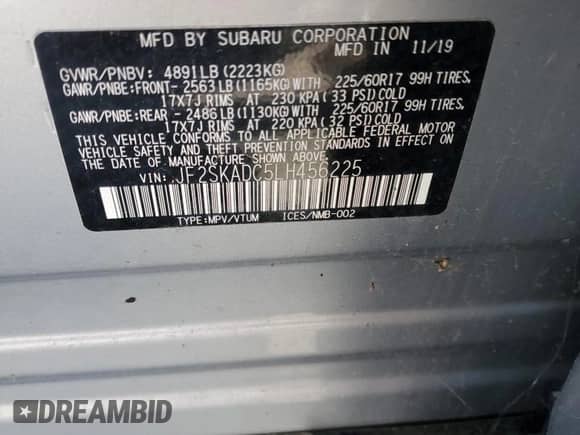 MFD BY SUBARU CORPORATION
MFD IN 11/19
GVWR/PNBV: 4891LB (2223KG)
GAWR/PNBE:FRONT- 2563LB(1165KG)WITH 225/60R17 99H TIRES,
17X7J RIMS AT 230 KPA(33 PSI)COLD
GAWR/PNBE:REAR - 2486LB(1130KG)WITH 225/60R17 99H TIRES,
17X7J RIMS AT 220 KPA(32 PSI)COLD
THIS VEHICLE CONFORMS TO ALL APPLICABLE FEDERAL MOTOR
VEHICLE SAFETY AND THEFT PREVENTION STANDARDS IN EFFECT ON
THE DATE OF MANUFACTURE SHOWN ABOVE.
VIN: JF2SKADC5LH456225
TYPE:MPV/VTUM ICES/NMB-002
DREAMBID